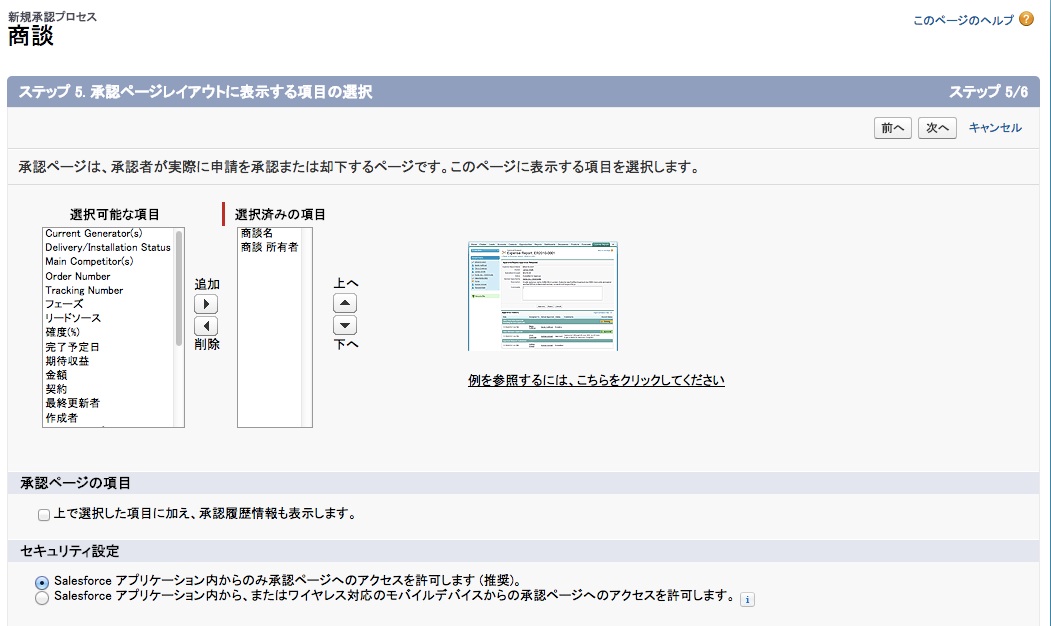 新規承認プロセス
商談
このページのヘルプ
ステップ 5. 承認ページレイアウトに表示する項目の選択
ステップ 5/6
前へ
次へ
キャンセル
承認ページは、承認者が実際に申請を承認または却下するページです。このページに表示する項目を選択します。
選択可能な項目
Current Generator(s)
Delivery/Installation Status
Main Competitor(s)
Order Number
Tracking Number
フェーズ
リードソース
確度(%)
完了予定日
期待収益
金額
契約
最終更新者
作成者
追加
削除
選択済みの項目
商談名
商談 所有者
上へ
下へ
例を参照するには、こちらをクリックしてください
承認ページの項目
上で選択した項目に加え、承認履歴情報も表示します。
セキュリティ設定
Salesforce アプリケーション内からのみ承認ページへのアクセスを許可します (推奨)。
Salesforce アプリケーション内から、またはワイヤレス対応のモバイルデバイスからの承認ページへのアクセスを許可します。